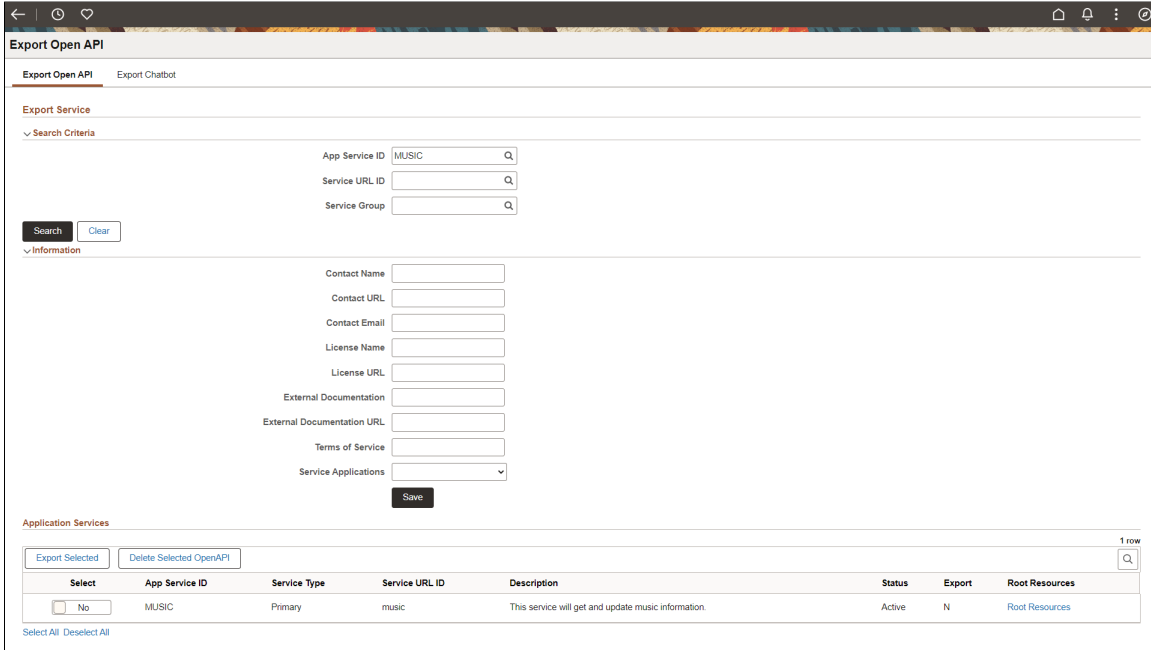 Export Open API
Export Open API Export Chatbot
Export Service
Search Criteria
App Service ID MUSIC
Service URL ID
Service Group
Search Clear
Information
Contact Name
Contact URL
Contact Email
License Name
License URL
External Documentation
External Documentation URL
Terms of Service
Service Applications
Save
Application Services
1 row
Export Selected Delete Selected OpenAPI
Select App Service ID Service Type Service URL ID Description Status Export Root Resources
No MUSIC Primary music This service will get and update music information. Active N Root Resources
Select All Deselect All